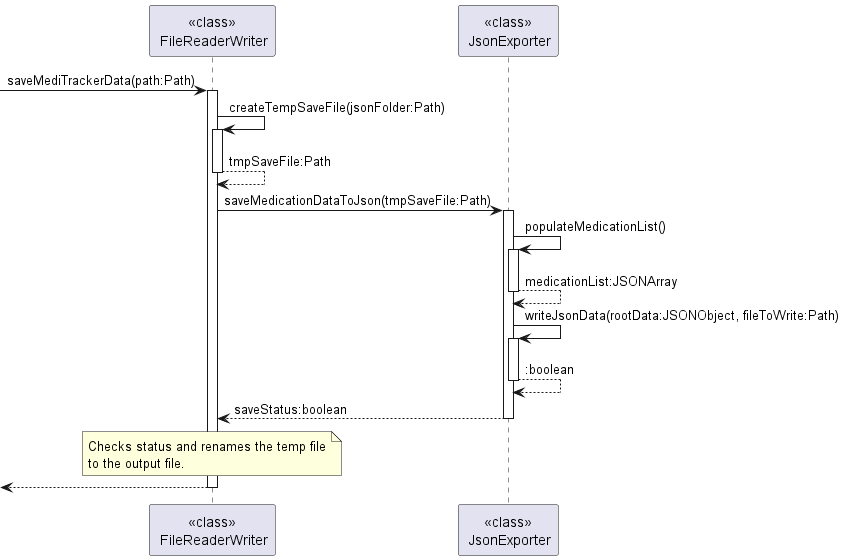 «class»
FileReaderWriter
«class»
JsonExporter
saveMediTrackerData(path:Path)
createTempSaveFile(jsonFolder:Path)
tmpSaveFile:Path
saveMedicationDataToJson(tmpSaveFile:Path)
populateMedicationList()
medicationList:JSONArray
writeJsonData(rootData:JSONObject, fileToWrite:Path)
:boolean
saveStatus:boolean
Checks status and renames the temp file
to the output file.
«class»
FileReaderWriter
«class»
JsonExporter